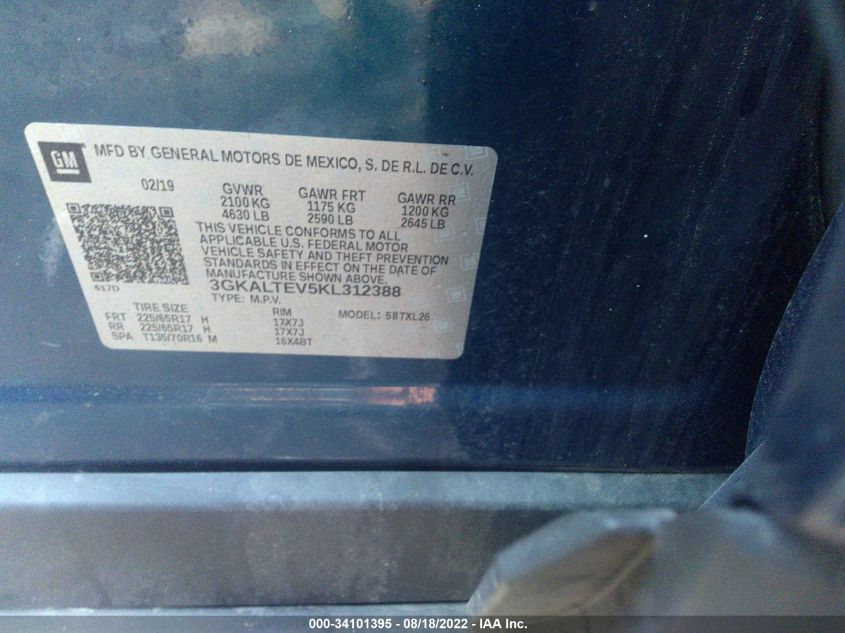 GM
MFD BY GENERAL MOTORS DE MEXICO, S. DE R.L. DE C.V.
02/19 GVWR GAWR FRT GAWR RR
2100 KG 1175 KG 1200 KG
4630 LB 2590 LB 2645 LB
THIS VEHICLE CONFORMS TO ALL
APPLICABLE U.S. FEDERAL MOTOR
VEHICLE SAFETY AND THEFT PREVENTION
STANDARDS IN EFFECT ON THE DATE OF
MANUFACTURE SHOWN ABOVE.
617D 3GKALTEV5KL312388
TYPE: M.P.V.
TIRE SIZE RIM MODEL: 58TXL26
FRT 225/65R17 H 17X7J
RR 225/65R17 H 17X7J
SPA T135/70R16 M 16X4BT
000-34101395 - 08/18/2022 - IAA Inc.